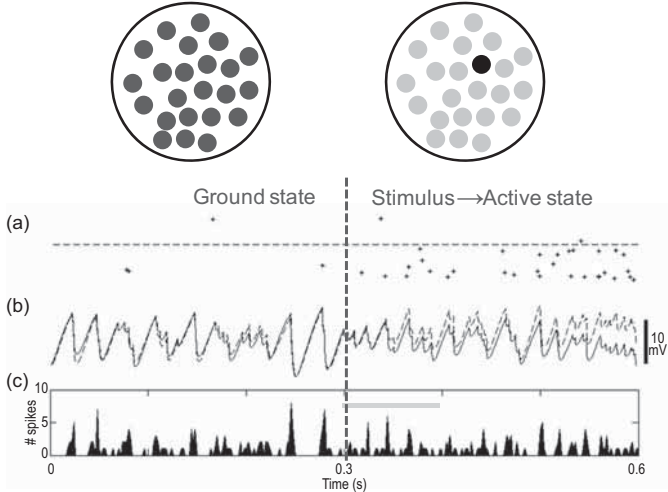 Ground state
Stimulus →Active state
(a)
(b)
10
mV
(c)
10
5
0
# spikes
0
0.3
0.6
Time (s)